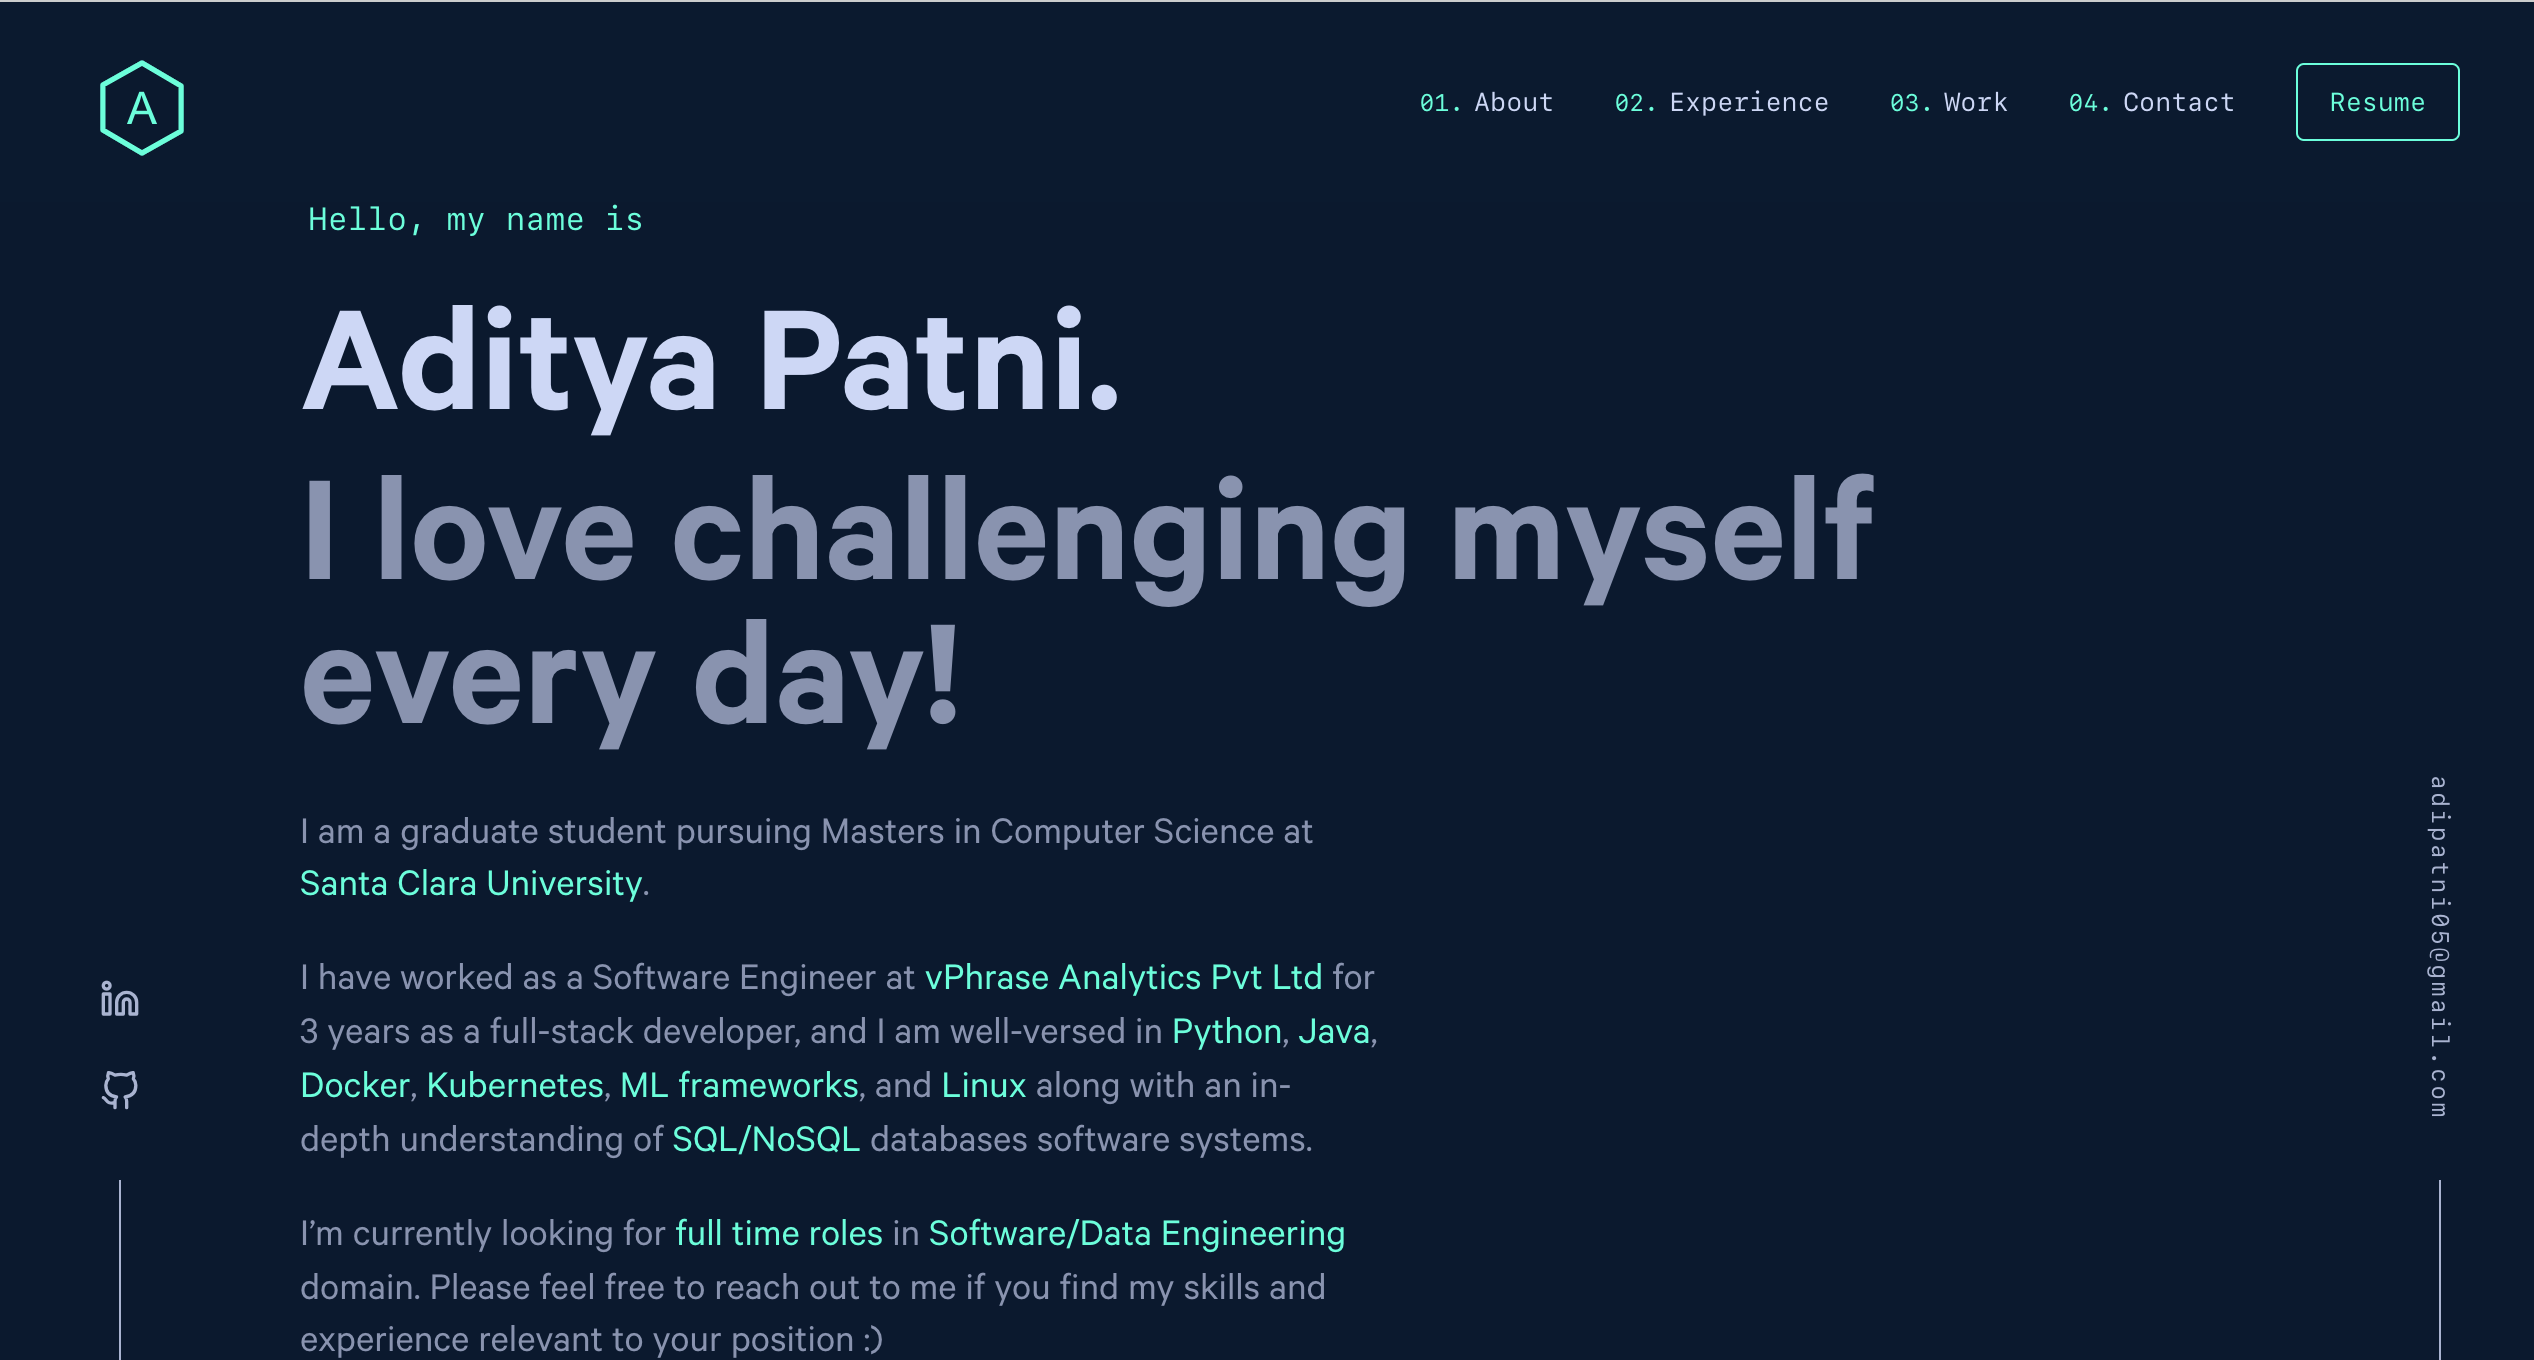 A
01. About 02. Experience 03. Work 04. Contact Resume
Hello, my name is
Aditya Patni.
I love challenging myself
every day!
I am a graduate student pursuing Masters in Computer Science at
Santa Clara University.
I have worked as a Software Engineer at vPhrase Analytics Pvt Ltd for
3 years as a full-stack developer, and I am well-versed in Python, Java,
Docker, Kubernetes, ML frameworks, and Linux along with an in-
depth understanding of SQL/NoSQL databases software systems.
I’m currently looking for full time roles in Software/Data Engineering
domain. Please feel free to reach out to me if you find my skills and
experience relevant to your position :)
in
adipatni05@gmail.com